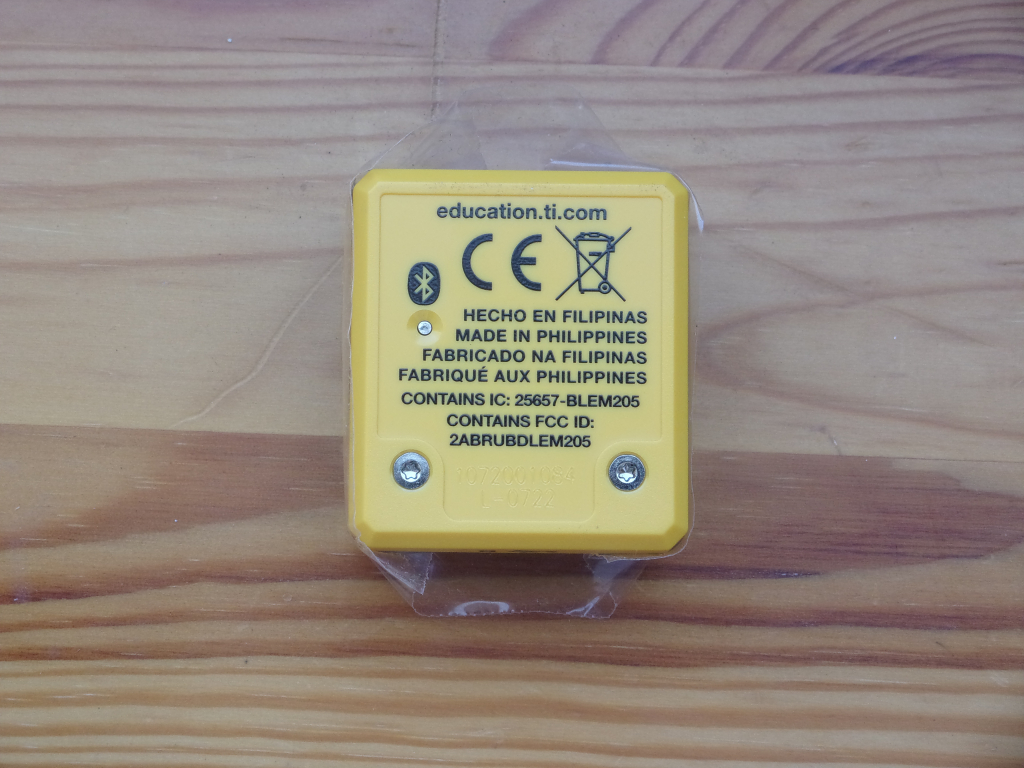 education.ti.com
CE
HECHO EN FILIPINAS
MADE IN PHILIPPINES
FABRICADO NA FILIPINAS
FABRIQUÉ AUX PHILIPPINES
CONTAINS IC: 25657-BLEM205
CONTAINS FCC ID:
2ABRUBDLEM205
L-0722